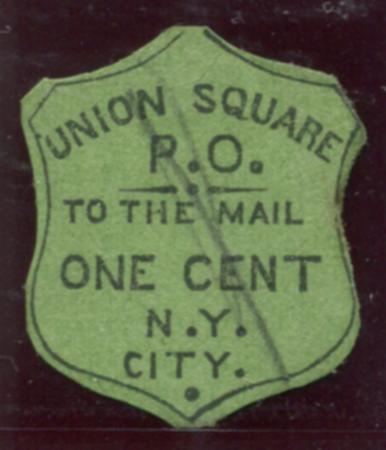 UNION SQUARE
P.O.
TO THE MAIL
ONE CENT
N.Y.
CITY.